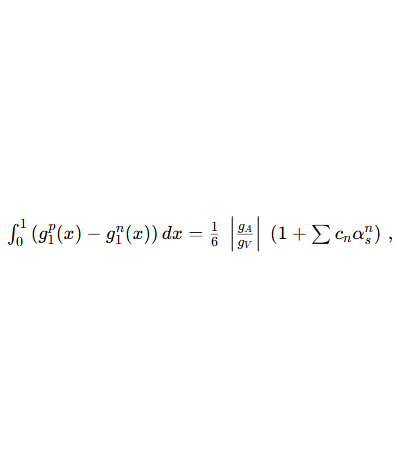 ∫₀¹ (g₁ᵖ(x) − g₁ⁿ(x)) dx = 1/6 |g_A/g_V| (1 + ∑ cₙαₛⁿ) ,